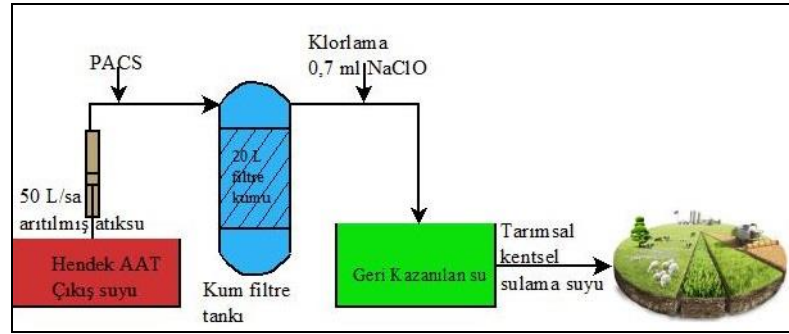 PACS
Klorlama
0,7 ml NaClO
20 L
filtre
kumu
50 L/sa
arıtılmış atıksu
Hendek AAT
Çıkış suyu
Kum filtre
tankı
Geri Kazanılan su
Tarımsal
kentsel
sulama suyu